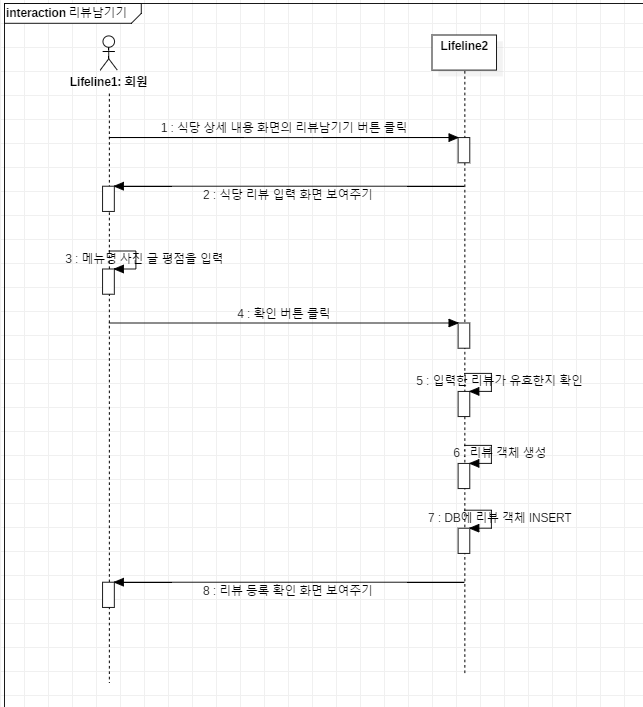 interaction 리뷰남기기
Lifeline1: 회원
Lifeline2
1 : 식당 상세 내용 화면의 리뷰남기기 버튼 클릭
2 : 식당 리뷰 입력 화면 보여주기
3 : 메뉴명 사진 글 평점을 입력
4 : 확인 버튼 클릭
5 : 입력한 리뷰가 유효한지 확인
6 : 리뷰 객체 생성
7 : DB에 리뷰 객체 INSERT
8 : 리뷰 등록 확인 화면 보여주기